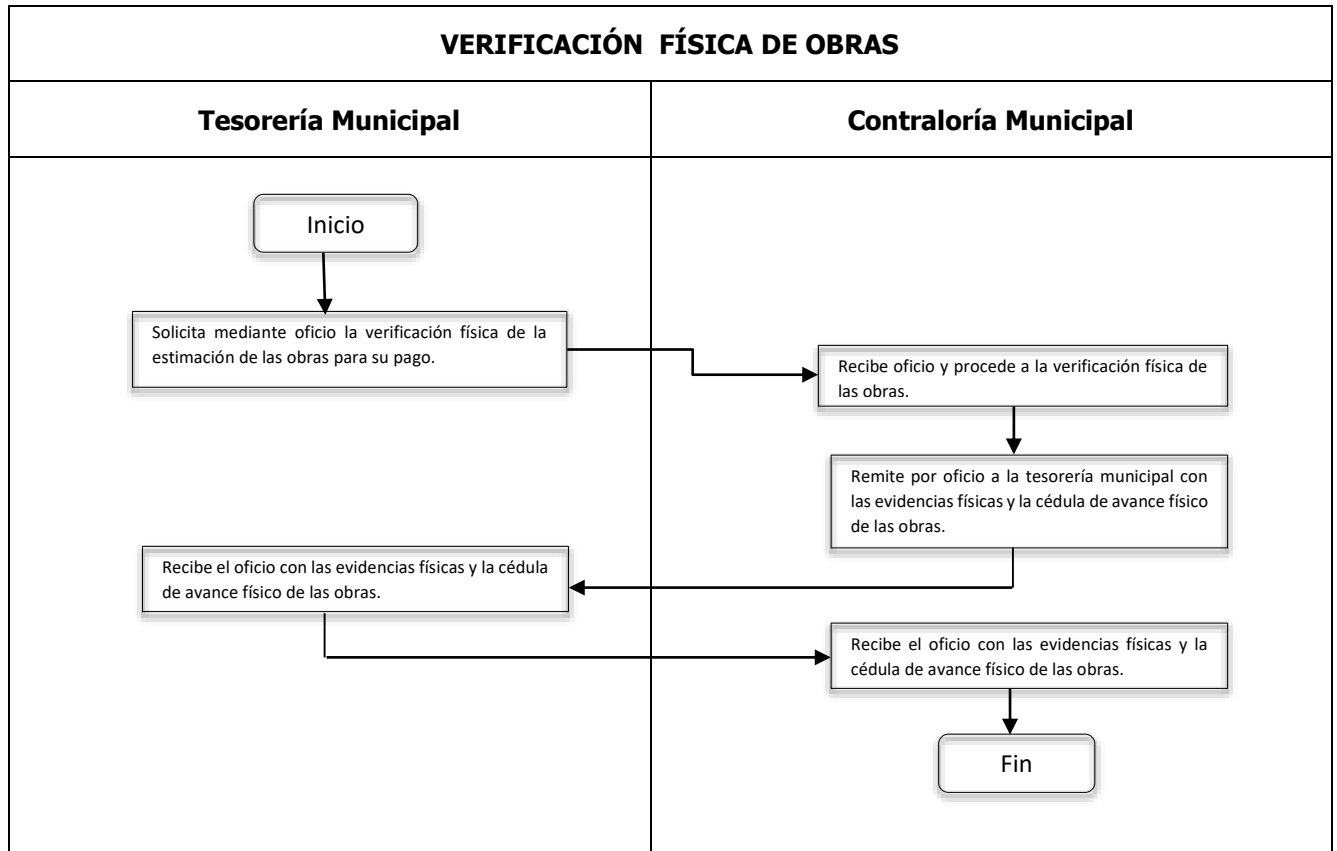 VERIFICACIÓN FÍSICA DE OBRAS
Tesorería Municipal
Contraloría Municipal
Inicio
Solicita mediante oficio la verificación física de la
estimación de las obras para su pago.
Recibe oficio y procede a la verificación física de
las obras.
Remite por oficio a la tesorería municipal con
las evidencias físicas y la cédula de avance físico
de las obras.
Recibe el oficio con las evidencias físicas y la cédula
de avance físico de las obras.
Recibe el oficio con las evidencias físicas y la
cédula de avance físico de las obras.
Fin